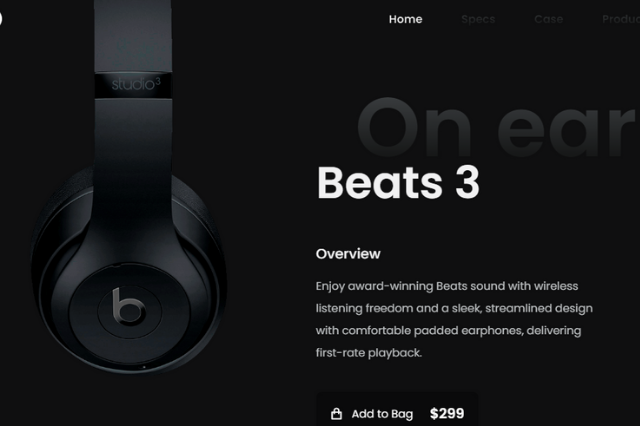 Home Specs Case Produc
studio3
On ear
Beats 3
Overview
Enjoy award-winning Beats sound with wireless
listening freedom and a sleek, streamlined design
with comfortable padded earphones, delivering
first-rate playback.
Add to Bag $299